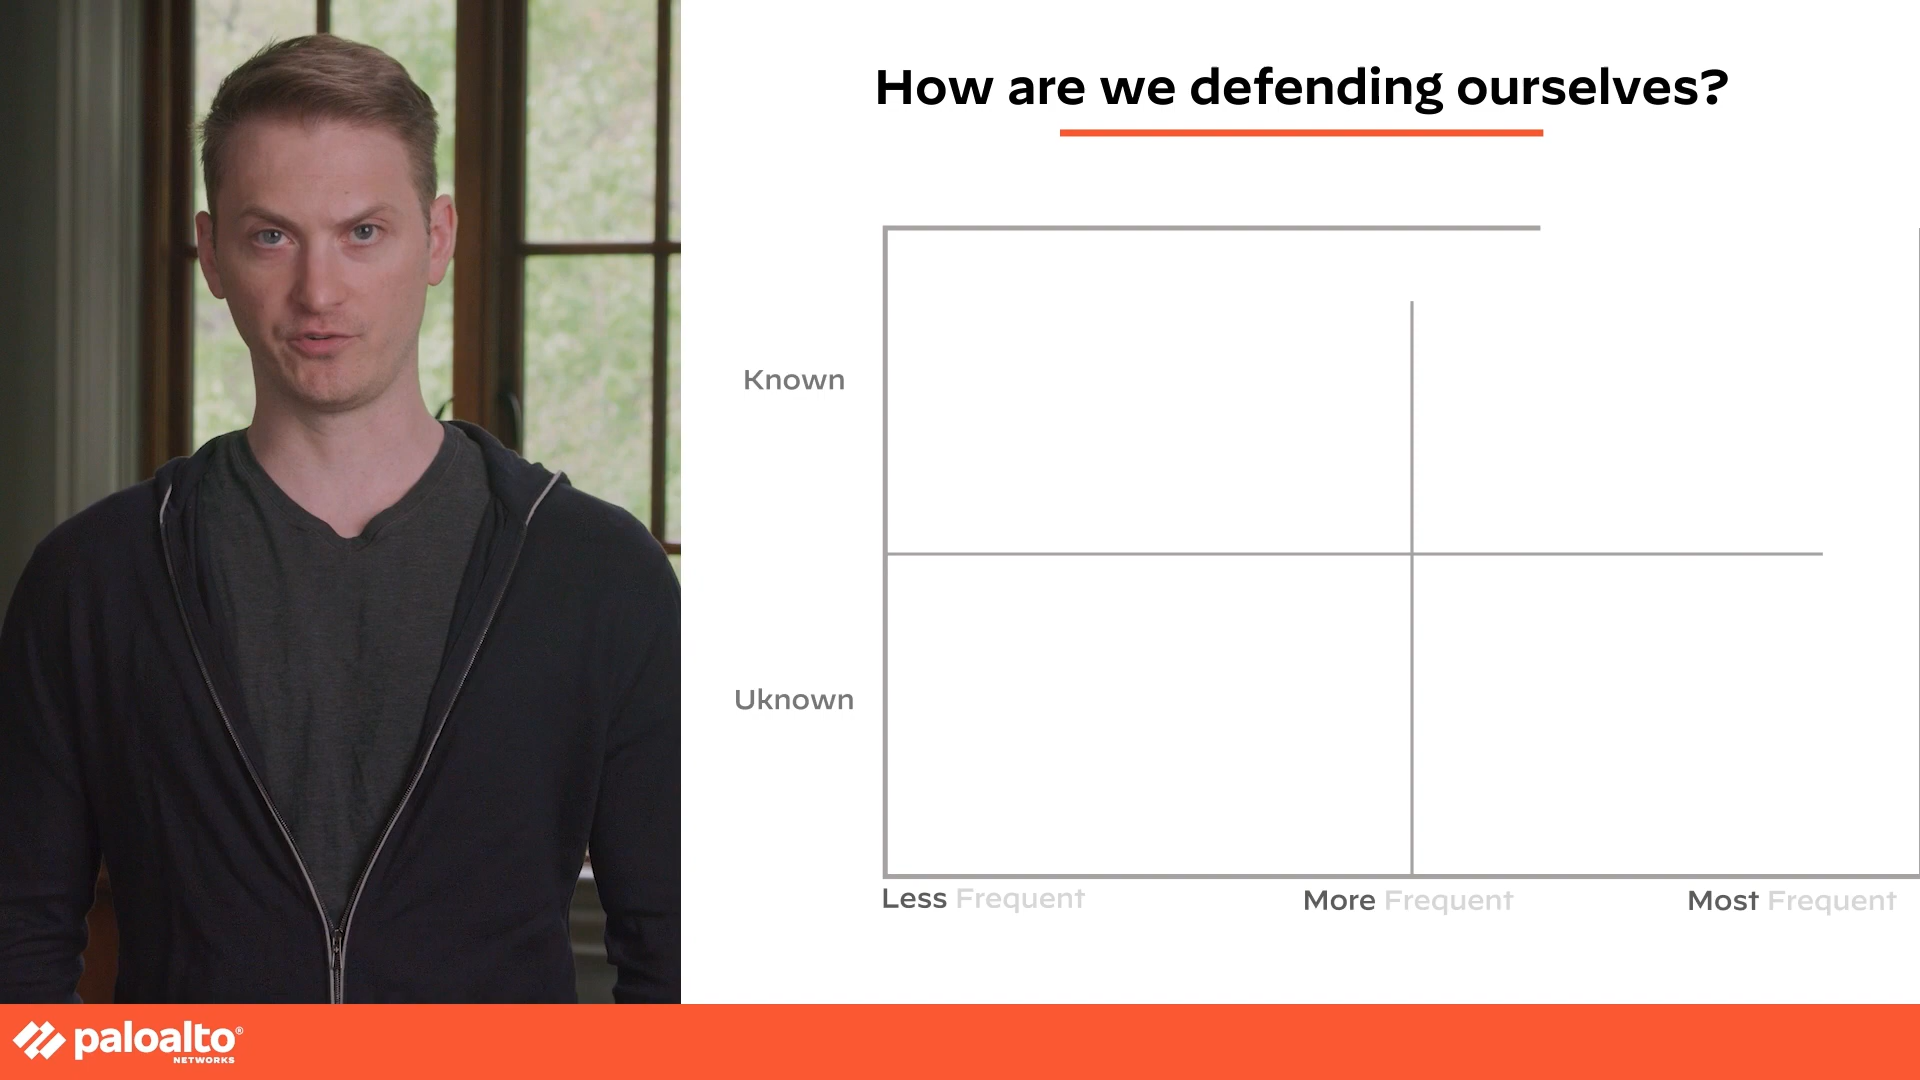 How are we defending ourselves?
Known
Uknown
Less Frequent
More Frequent
Most Frequent
paloalto®
NETWORKS